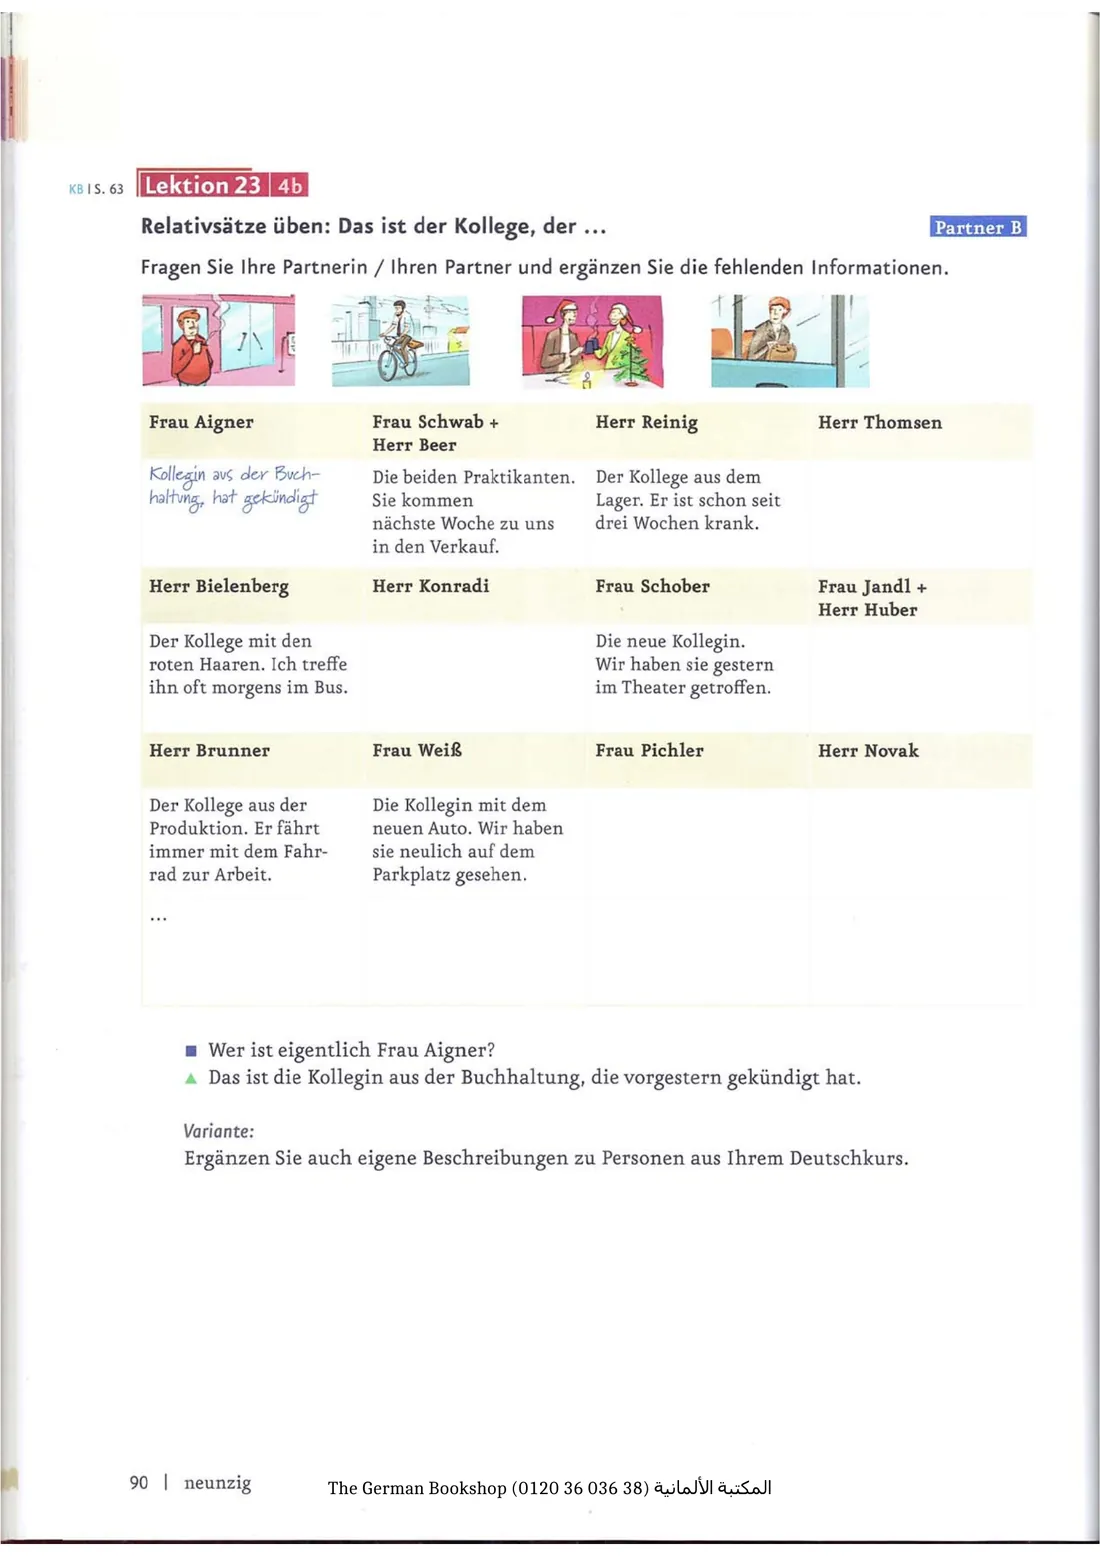 KB | S. 63 Lektion 23 | 4b
Relativsätze üben: Das ist der Kollege, der ...
Partner B
Fragen Sie Ihre Partnerin / Ihren Partner und ergänzen Sie die fehlenden Informationen.
Frau Aigner
Kollegin aus der Buch-
haltung, hat gekündigt
Frau Schwab +
Herr Beer
Die beiden Praktikanten.
Sie kommen
nächste Woche zu uns
in den Verkauf.
Herr Reinig
Der Kollege aus dem
Lager. Er ist schon seit
drei Wochen krank.
Herr Thomsen
Herr Bielenberg
Der Kollege mit den
roten Haaren. Ich treffe
ihn oft morgens im Bus.
Herr Konradi
Frau Schober
Die neue Kollegin.
Wir haben sie gestern
im Theater getroffen.
Frau Jandl +
Herr Huber
Herr Brunner
Der Kollege aus der
Produktion. Er fährt
immer mit dem Fahr-
rad zur Arbeit.
...
Frau Weiß
Die Kollegin mit dem
neuen Auto. Wir haben
sie neulich auf dem
Parkplatz gesehen.
Frau Pichler
Herr Novak
■ Wer ist eigentlich Frau Aigner?
▲ Das ist die Kollegin aus der Buchhaltung, die vorgestern gekündigt hat.
Variante:
Ergänzen Sie auch eigene Beschreibungen zu Personen aus Ihrem Deutschkurs.
90 | neunzig
The German Bookshop (0120 36 036 38) المكتبة الألمانية